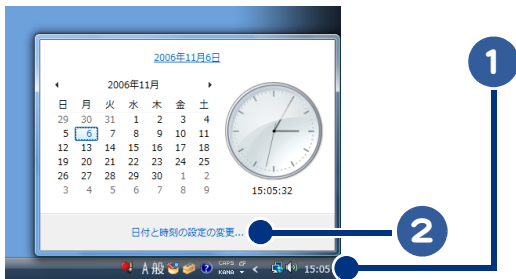 2006年11月6日
2006年11月
日 月 火 水 木 金 土
29 30 31 1 2 3 4
5 6 7 8 9 10 11
12 13 14 15 16 17 18
19 20 21 22 23 24 25
26 27 28 29 30 1 2
3 4 5 6 7 8 9
15:05:32
日付と時刻の設定の変更...
A 般 CAPS KANA 15:05
1
2